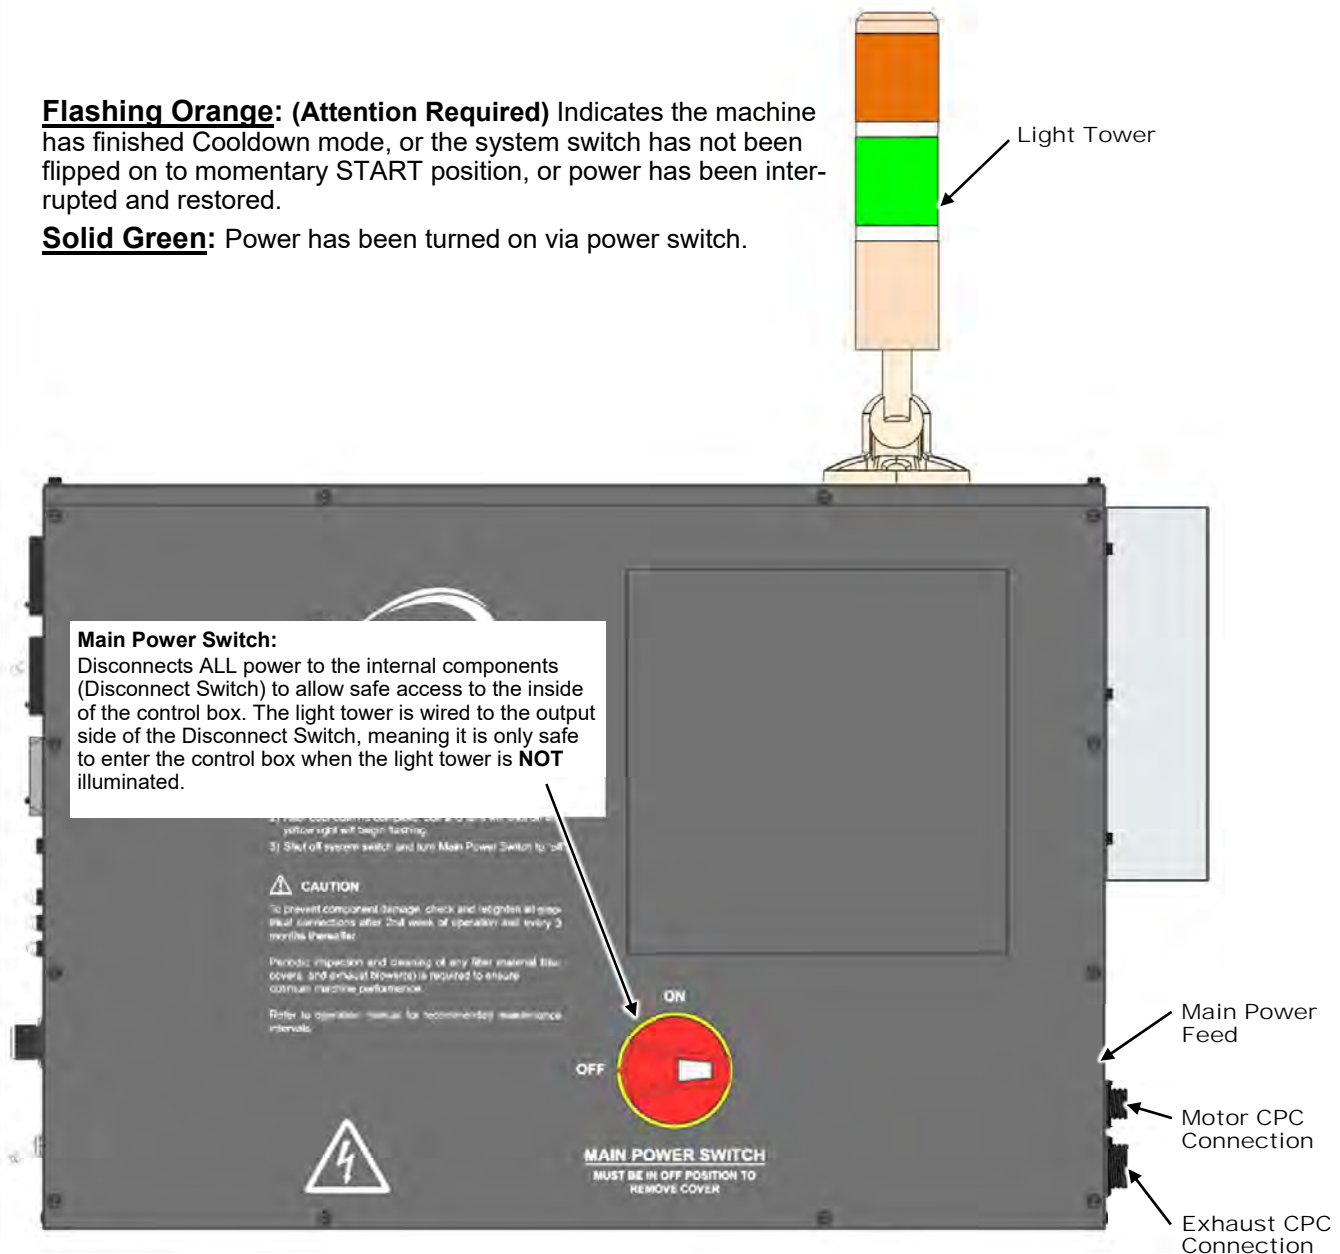 Flashing Orange: (Attention Required) Indicates the machine
has finished Cooldown mode, or the system switch has not been
flipped on to momentary START position, or power has been inter-
rupted and restored.
Solid Green: Power has been turned on via power switch.
Light Tower
Main Power Switch:
Disconnects ALL power to the internal components
(Disconnect Switch) to allow safe access to the inside
of the control box. The light tower is wired to the output
side of the Disconnect Switch, meaning it is only safe
to enter the control box when the light tower is NOT
illuminated.
yellow light will begin flashing.
3) Shut off system switch and turn Main Power Switch to "off"
CAUTION
To prevent component damage, check and retighten all elec-
trical connections after 2nd week of operation and every 3
months thereafter.
Periodic inspection and cleaning of any filter material
covers, and exhaust blower(s) is required to ensure
optimum machine performance.
Refer to operation manual for recommended maintenance
intervals.
ON
OFF
MAIN POWER SWITCH
MUST BE IN OFF POSITION TO
REMOVE COVER
Main Power
Feed
Motor CPC
Connection
Exhaust CPC
Connection